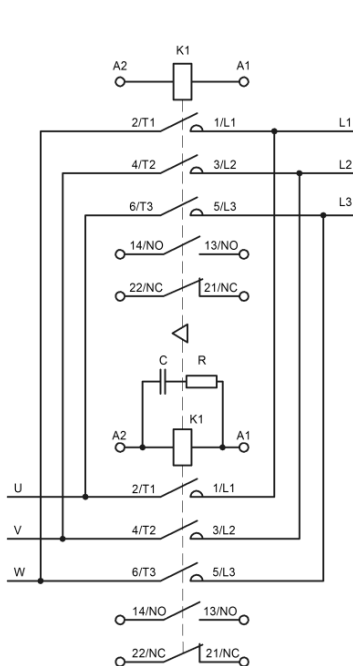 K1
A2 A1
2/T1 1/L1 L1
4/T2 3/L2 L2
6/T3 5/L3 L3
14/NO 13/NO
22/NC 21/NC
C R
K1
A2 A1
U 2/T1 1/L1
V 4/T2 3/L2
W 6/T3 5/L3
14/NO 13/NO
22/NC 21/NC